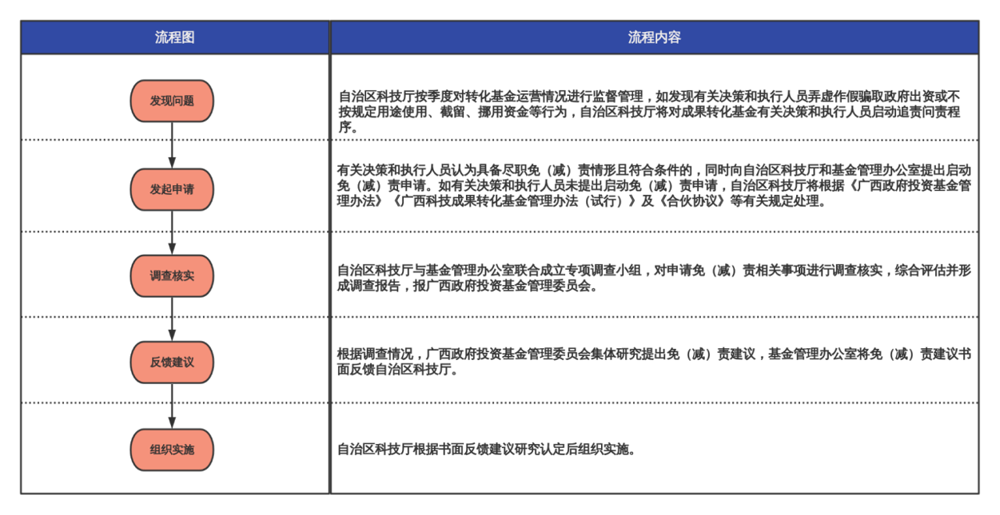 流程图
流程内容
发现问题
自治区科技厅按季度对转化基金运营情况进行监督管理，如发现有关决策和执行人员弄虚作假骗取政府出资或不
按规定用途使用、截留、挪用资金等行为，自治区科技厅将对成果转化基金有关决策和执行人员启动追责问责程
序。
发起申请
有关决策和执行人员认为具备尽职免（减）责情形且符合条件的，同时向自治区科技厅和基金管理办公室提出启动
免（减）责申请。如有关决策和执行人员未提出启动免（减）责申请，自治区科技厅将根据《广西政府投资基金管
理办法》《广西科技成果转化基金管理办法（试行）》及《合伙协议》等有关规定处理。
调查核实
自治区科技厅与基金管理办公室联合成立专项调查小组，对申请免（减）责相关事项进行调查核实，综合评估并形
成调查报告，报广西政府投资基金管理委员会。
反馈建议
根据调查情况，广西政府投资基金管理委员会集体研究提出免（减）责建议，基金管理办公室将免（减）责建议书
面反馈自治区科技厅。
组织实施
自治区科技厅根据书面反馈建议研究认定后组织实施。